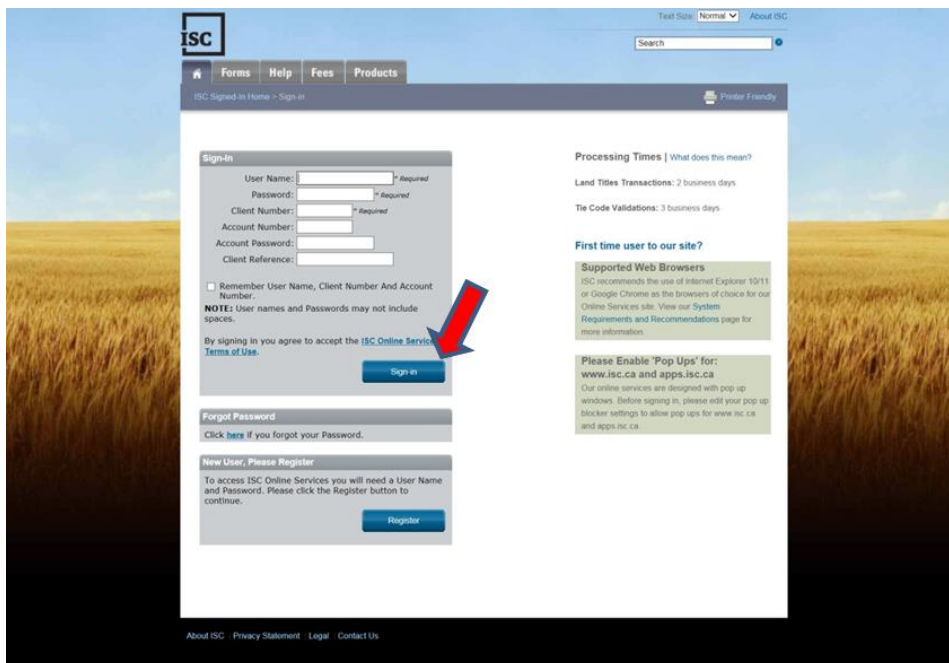 Text Size: Normal About ISC
ISC
Search
Forms Help Fees Products
ISC Signed-In Home > Sign-in
Printer Friendly
Sign-In
User Name: * Required
Password: * Required
Client Number: * Required
Account Number:
Account Password:
Client Reference:
Remember User Name, Client Number And Account
Number.
NOTE: User names and Passwords may not include
spaces.
By signing in you agree to accept the ISC Online Service
Terms of Use.
Sign-in
Forgot Password
Click here if you forgot your Password.
New User, Please Register
To access ISC Online Services you will need a User Name
and Password. Please click the Register button to
continue.
Register
Processing Times | What does this mean?
Land Titles Transactions: 2 business days
Tie Code Validations: 3 business days
First time user to our site?
Supported Web Browsers
ISC recommends the use of Internet Explorer 10/11
or Google Chrome as the browsers of choice for our
Online Services site. View our System
Requirements and Recommendations page for
more information.
Please Enable 'Pop Ups' for:
www.isc.ca and apps.isc.ca
Our online services are designed with pop up
windows. Before signing in, please edit your pop up
blocker settings to allow pop ups for www.isc.ca
and apps.isc.ca.
About ISC Privacy Statement Legal Contact Us